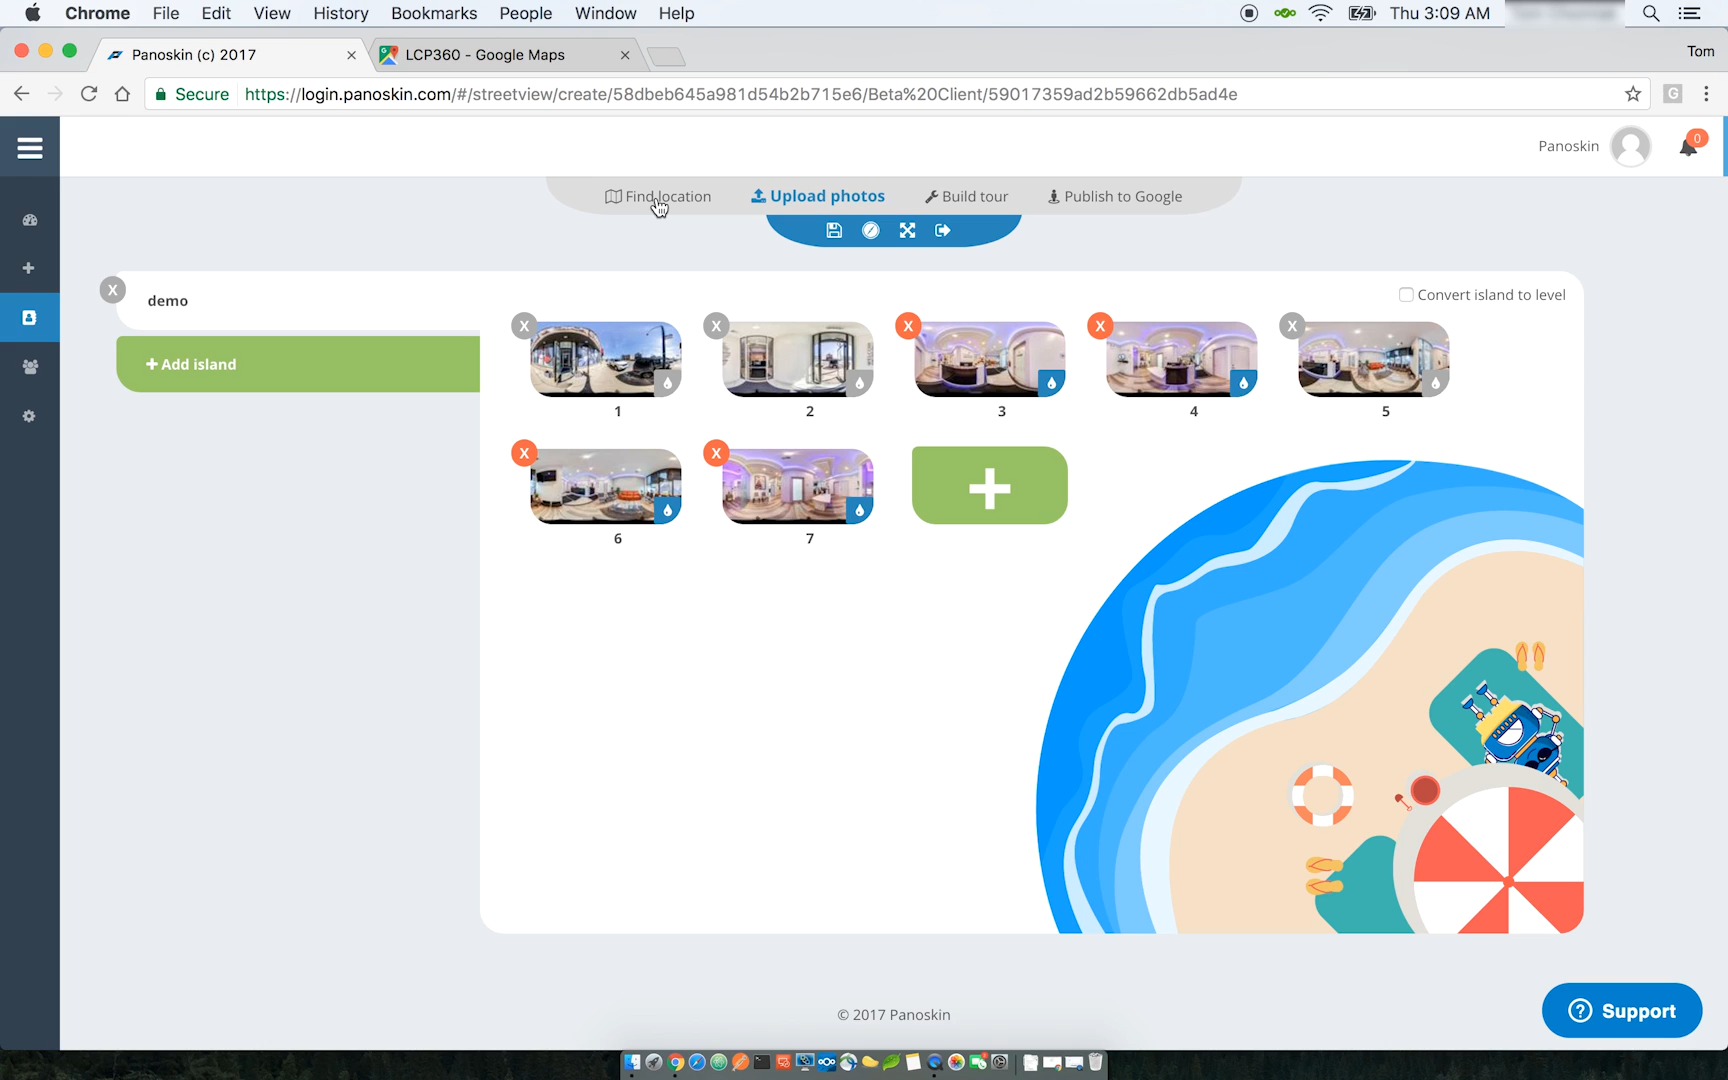 Chrome File Edit View History Bookmarks People Window Help Thu 3:09 AM
Panoskin (c) 2017 LCP360 - Google Maps Tom
Secure https://login.panoskin.com/#/streetview/create/58dbeb645a981d54b2b715e6/Beta%20Client/59017359ad2b59662db5ad4e G
Panoskin 0
Find location Upload photos Build tour Publish to Google
X demo Convert island to level
X X X X X
Add island
1 2 3 4 5
X X
6 7
© 2017 Panoskin
? Support